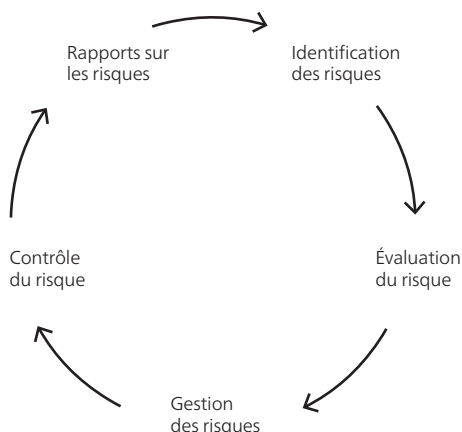 Rapports sur
les risques
Identification
des risques
Évaluation
du risque
Gestion
des risques
Contrôle
du risque